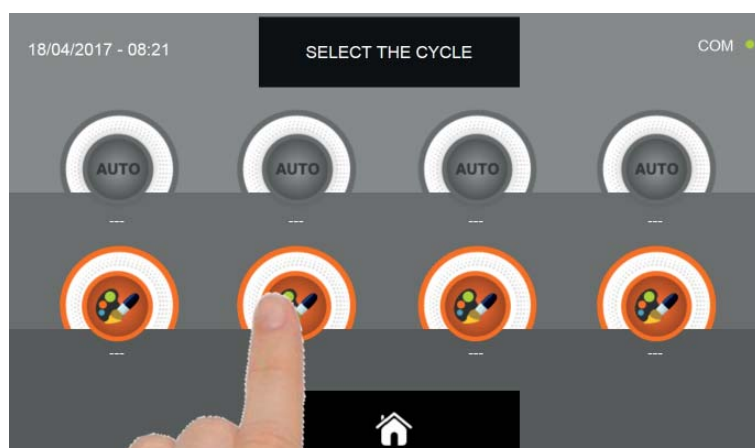 18/04/2017 - 08:21
SELECT THE CYCLE
COM
AUTO AUTO AUTO AUTO
--- --- --- ---
--- --- ---